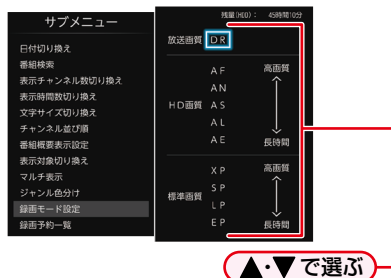 サブメニュー
日付切り換え
番組検索
表示チャンネル数切り換え
表示時間数切り換え
文字サイズ切り換え
チャンネル並び順
番組概要表示設定
表示対象切り換え
マルチ表示
ジャンル色分け
録画モード設定
録画予約一覧
残量(HDD)： 45時間10分
放送画質 DR
HD画質
AF 高画質
AN
AS
AL
AE 長時間
標準画質
XP 高画質
SP
LP
EP 長時間
▲・▼で選ぶ